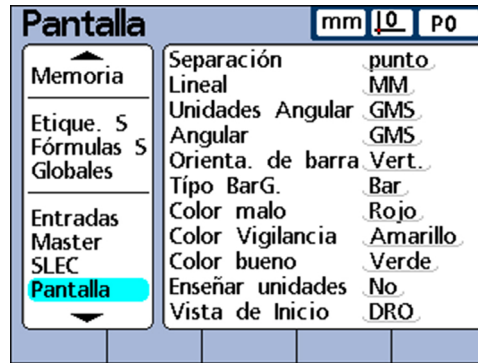 Pantalla
mm 0 P0
Memoria
Etique. S
Fórmulas S
Globales
Entradas
Master
SLEC
Pantalla
Separación punto
Lineal MM
Unidades Angular GMS
Angular GMS
Orienta. de barra Vert.
Típo BarG. Bar
Color malo Rojo
Color Vigilancia Amarillo
Color bueno Verde
Enseñar unidades No
Vista de Inicio DRO